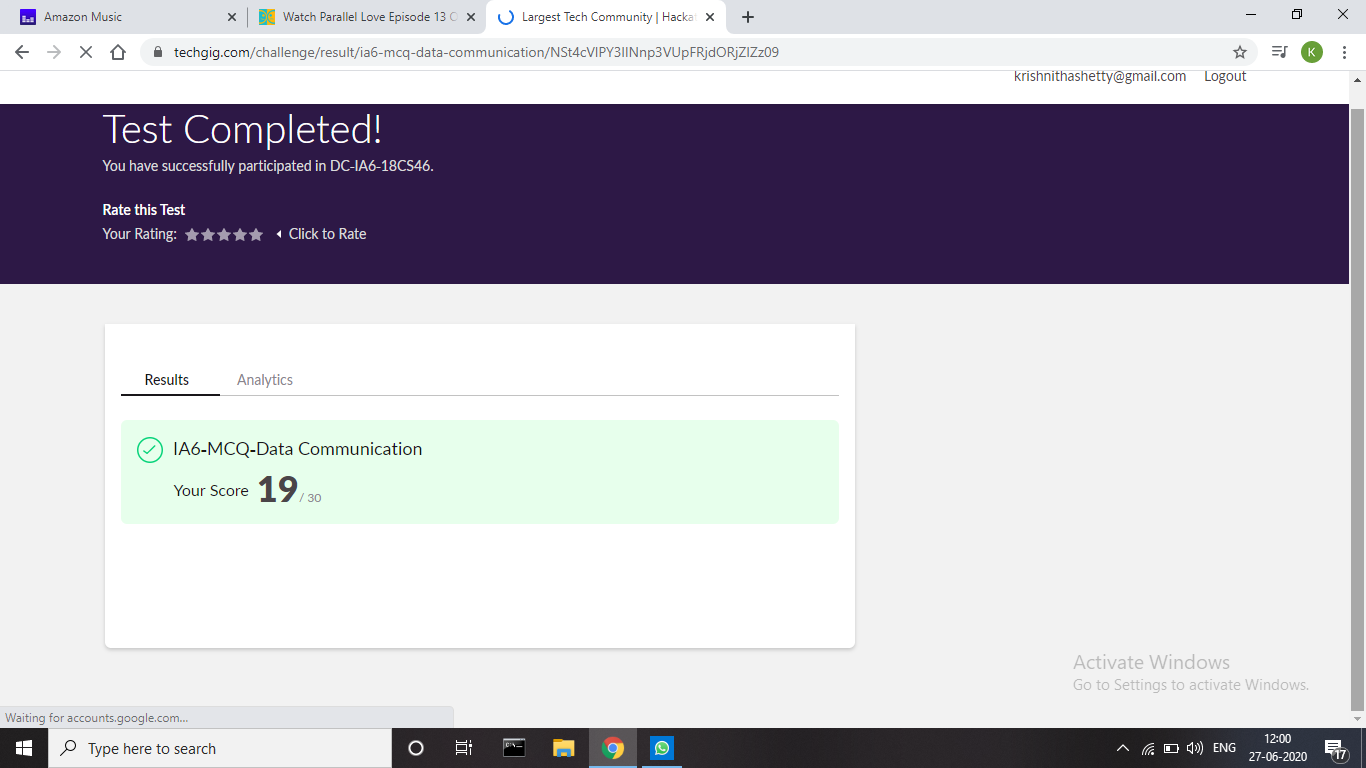 Amazon Music
Watch Parallel Love Episode 13
Largest Tech Community | Hacka
techgig.com/challenge/result/ia6-mcq-data-communication/NSt4cVlPY3lINnp3VUpFRjdORjZlZz09
K
krishnithashetty@gmail.com Logout
Test Completed!
You have successfully participated in DC-IA6-18CS46.
Rate this Test
Your Rating: Click to Rate
Results Analytics
IA6-MCQ-Data Communication
Your Score 19 / 30
Activate Windows
Go to Settings to activate Windows.
Waiting for accounts.google.com...
Type here to search
ENG
12:00
27-06-2020
17